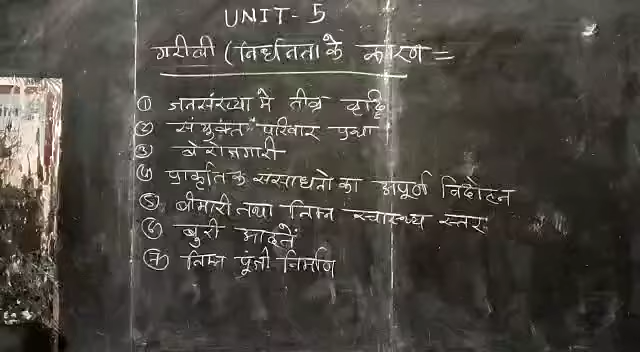 UNIT-5
गरीबी (निर्धनता) के कारण =
① जनसंख्या मे तीव्र वृद्धि
② संयुक्त परिवार प्रथा
③ बेरोजगारी
④ प्राकृतिक संसाधनो का अपूर्ण विदोहन
⑤ बीमारी तथा निम्न स्वास्थ्य स्तर
⑥ बुरी आदतें
⑦ निम्न पूंजी निर्माण